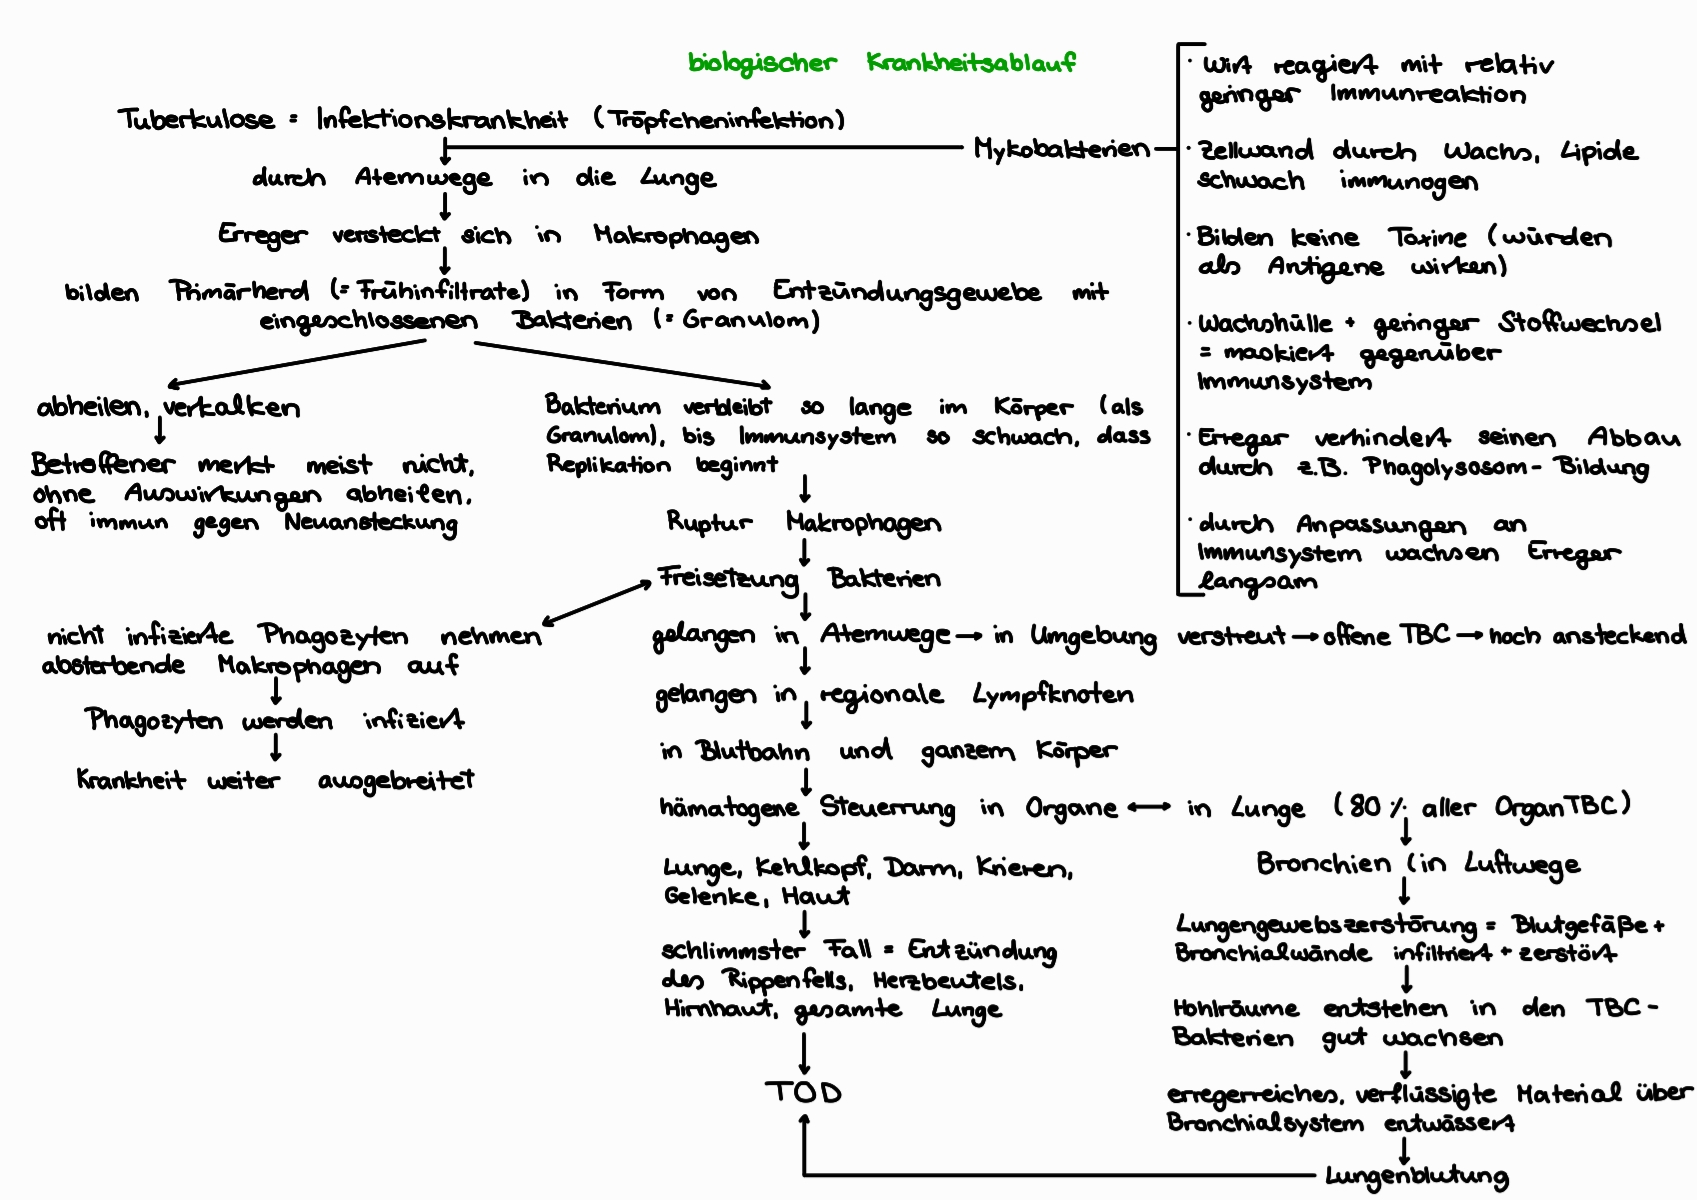 biologischer Krankheitsablauf
Tuberkulose = Infektionskrankheit (Tröpfcheninfektion)
Mykobakterien
· Wirt reagiert mit relativ
geringer Immunreaktion
· Zellwand durch Wachs, Lipide
schwach immunogen
· Bilden keine Toxine (würden
als Antigene wirken)
· Wachshülle + geringer Stoffwechsel
= maskiert gegenüber
Immunsystem
· Erreger verhindert seinen Abbau
durch z.B. Phagolysosom-Bildung
· durch Anpassungen an
Immunsystem wachsen Erreger
langsam
durch Atemwege in die Lunge
Erreger versteckt sich in Makrophagen
bilden Primärherd (= Frühinfiltrate) in Form von Entzündungsgewebe mit
eingeschlossenen Bakterien (= Granulom)
abheilen, verkalken
Betroffener merkt meist nicht,
ohne Auswirkungen abheilen,
oft immun gegen Neuansteckung
Bakterium verbleibt so lange im Körper (als
Granulom), bis Immunsystem so schwach, dass
Replikation beginnt
Ruptur Makrophagen
Freisetzung Bakterien
nicht infizierte Phagozyten nehmen
absterbende Makrophagen auf
Phagozyten werden infiziert
Krankheit weiter ausgebreitet
gelangen in Atemwege → in Umgebung verstreut → offene TBC → hoch ansteckend
gelangen in regionale Lympfknoten
in Blutbahn und ganzem Körper
hämatogene Steuerrung in Organe ↔ in Lunge (80 % aller OrganTBC)
Lunge, Kehlkopf, Darm, Nrieren,
Gelenke, Haut
schlimmster Fall = Entzündung
des Rippenfells, Herzbeutels,
Hirnhaut, gesamte Lunge
TOD
Bronchien (in Luftwege
Lungengewebszerstörung = Blutgefäße +
Bronchialwände infiltriert + zerstört
Hohlräume entstehen in den TBC-
Bakterien gut wachsen
erregerreiches, verflüssigte Material über
Bronchialsystem entwässert
Lungenblutung